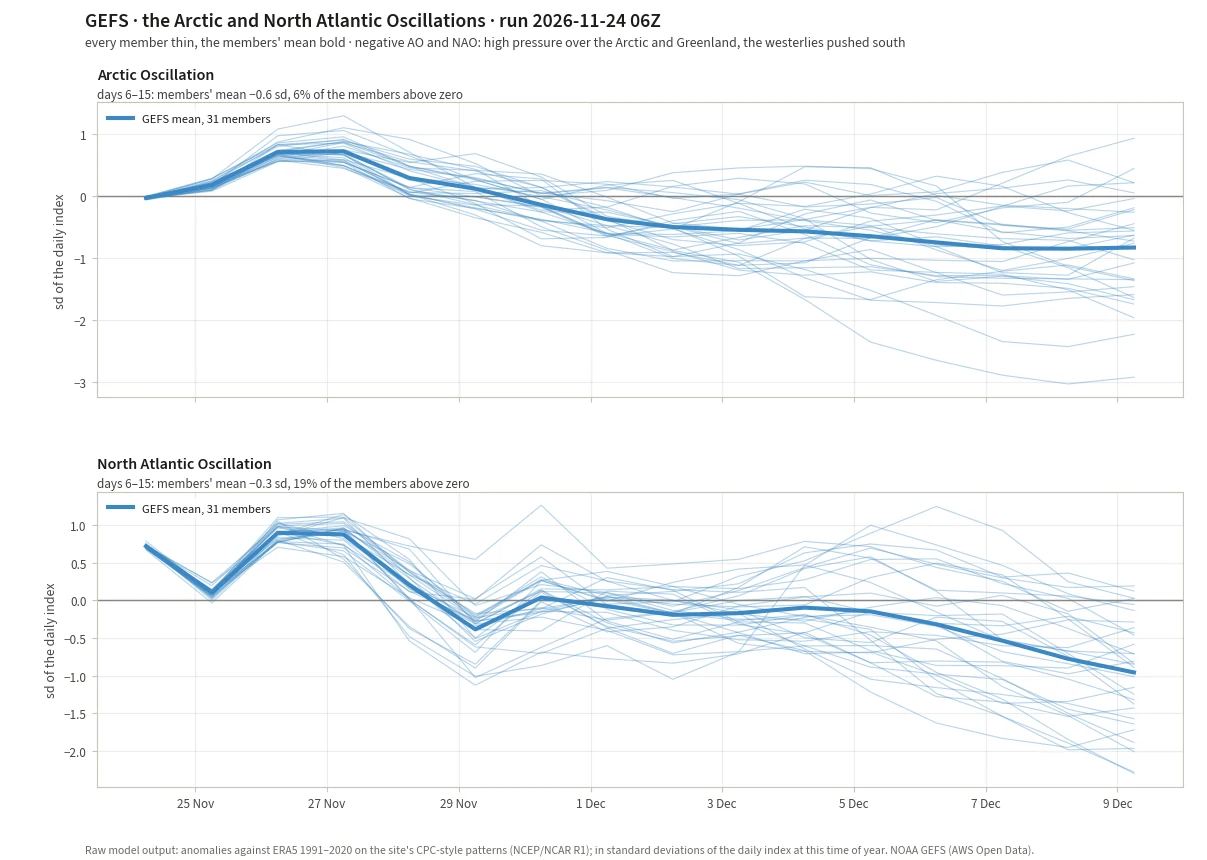 GEFS · the Arctic and North Atlantic Oscillations · run 2026-11-24 06Z
every member thin, the members' mean bold · negative AO and NAO: high pressure over the Arctic and Greenland, the westerlies pushed south
Arctic Oscillation
days 6–15: members' mean −0.6 sd, 6% of the members above zero
GEFS mean, 31 members
sd of the daily index
1
0
−1
−2
−3
North Atlantic Oscillation
days 6–15: members' mean −0.3 sd, 19% of the members above zero
GEFS mean, 31 members
sd of the daily index
1.0
0.5
0.0
−0.5
−1.0
−1.5
−2.0
25 Nov 27 Nov 29 Nov 1 Dec 3 Dec 5 Dec 7 Dec 9 Dec
Raw model output: anomalies against ERA5 1991–2020 on the site's CPC-style patterns (NCEP/NCAR R1); in standard deviations of the daily index at this time of year. NOAA GEFS (AWS Open Data).